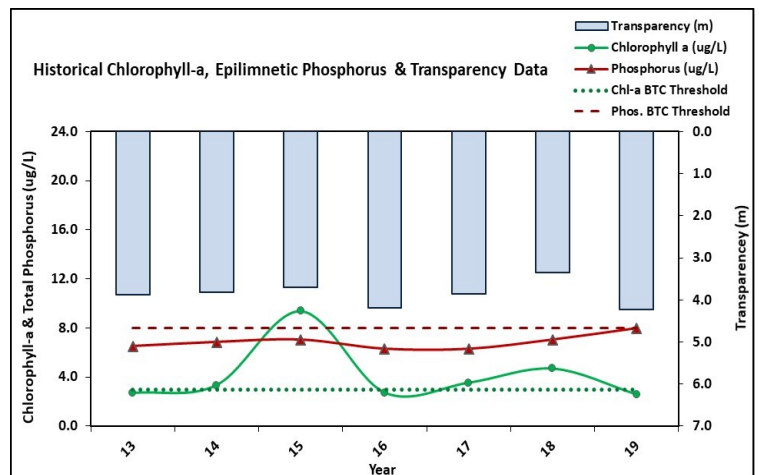 Transparency (m)
Chlorophyll a (ug/L)
Phosphorus (ug/L)
Chl-a BTC Threshold
Phos. BTC Threshold
Historical Chlorophyll-a, Epilimnetic Phosphorus & Transparency Data
Chlorophyll-a & Total Phosphorus (ug/L)
24.0
20.0
16.0
12.0
8.0
4.0
0.0
0.0
1.0
2.0
3.0
4.0
5.0
6.0
7.0
Transparencey (m)
13
14
15
16
17
18
19
Year